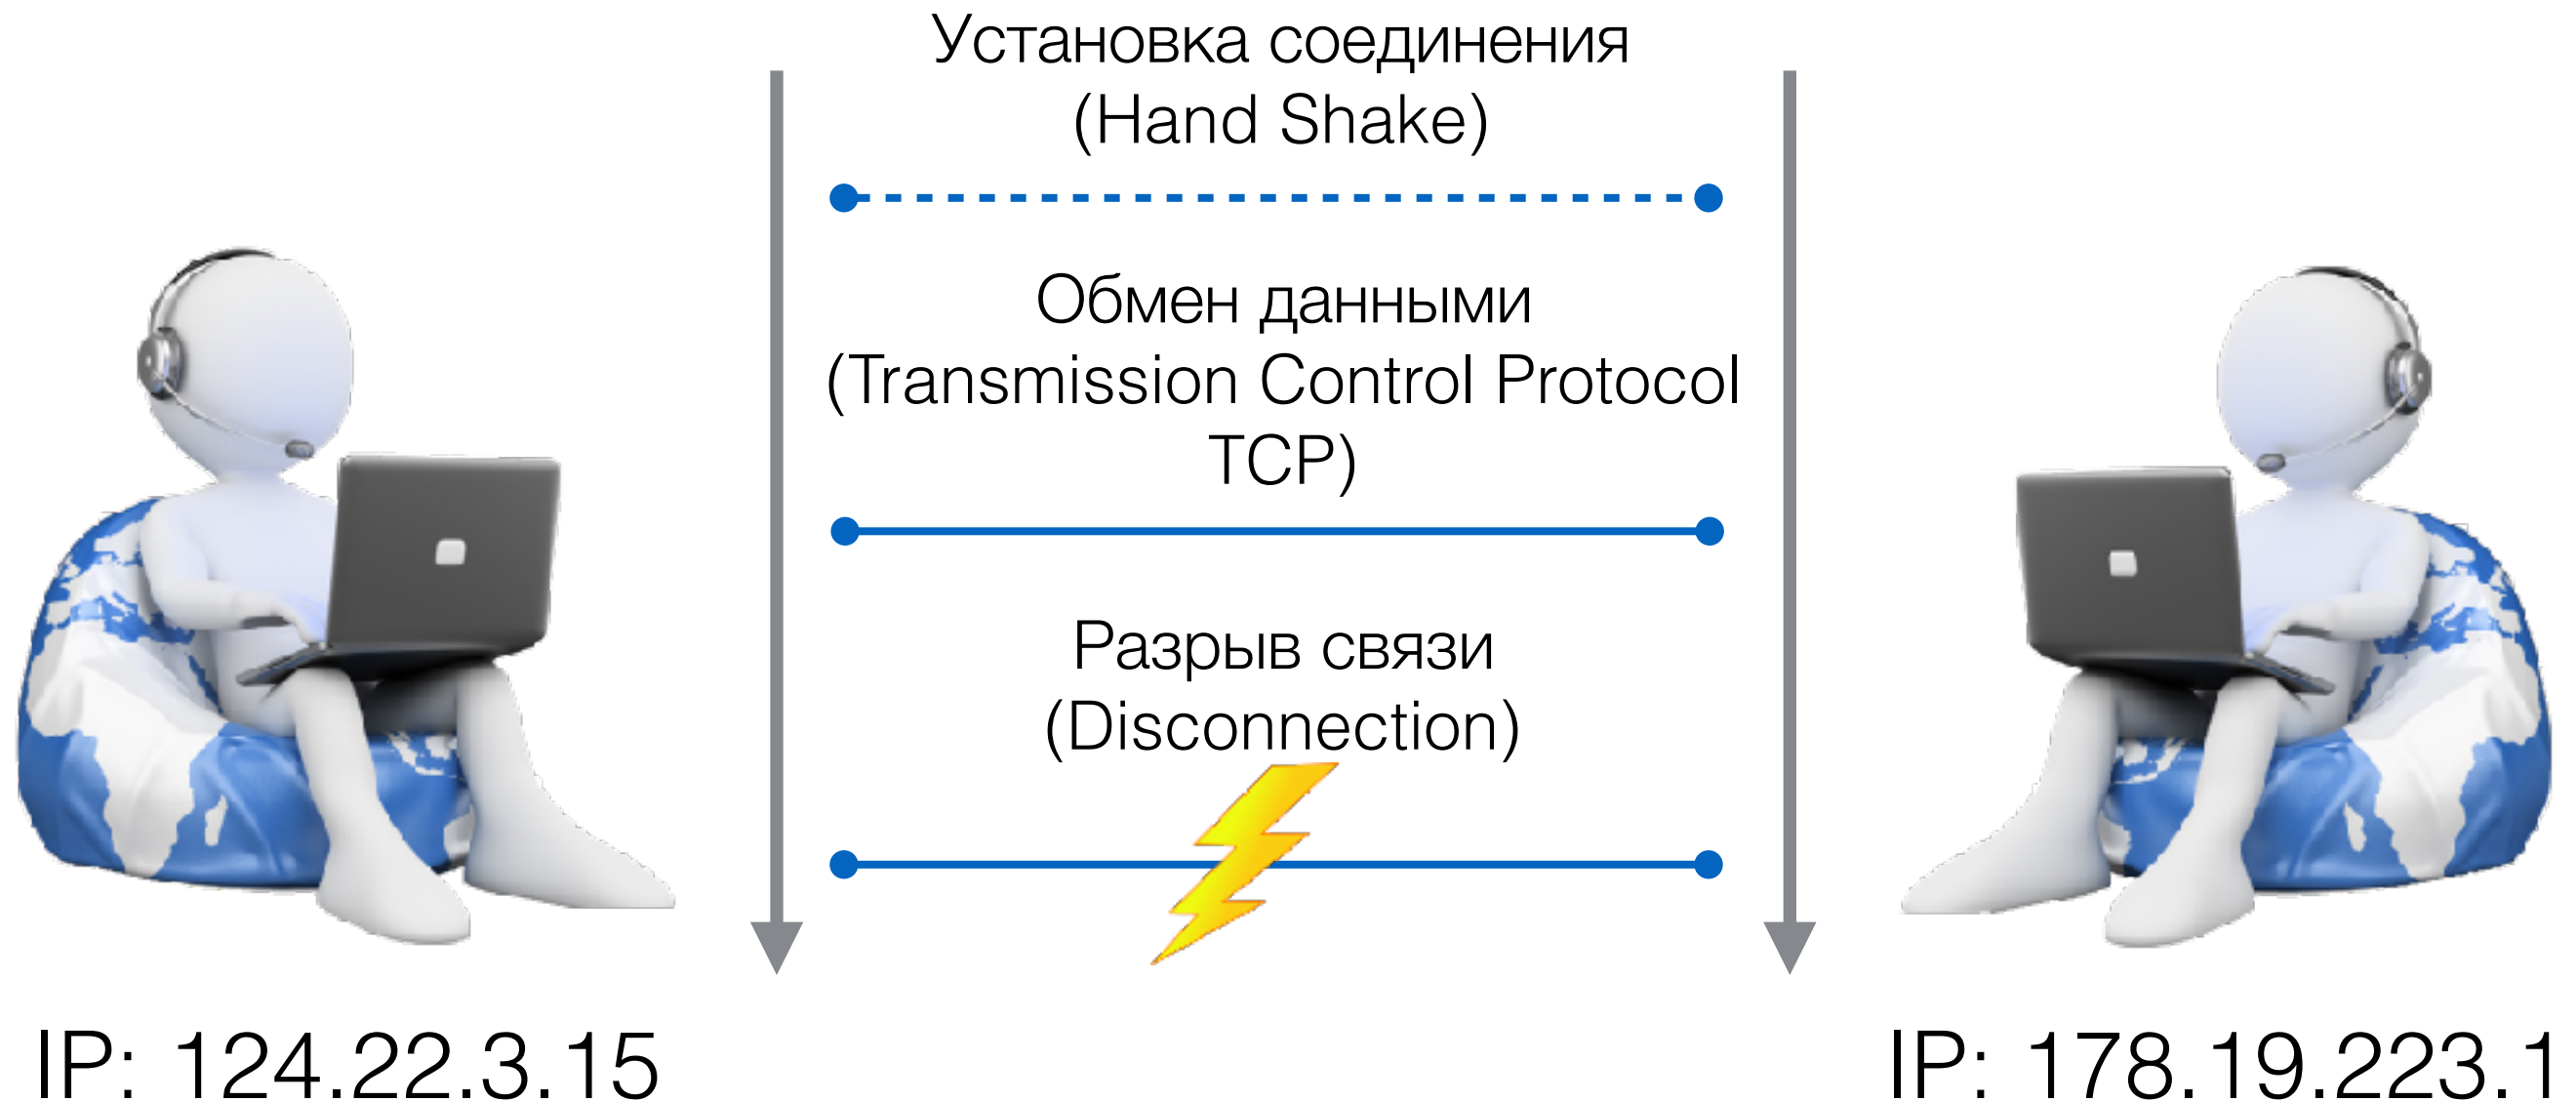 Установка соединения
(Hand Shake)
Обмен данными
(Transmission Control Protocol
TCP)
Разрыв связи
(Disconnection)
IP: 124.22.3.15
IP: 178.19.223.1